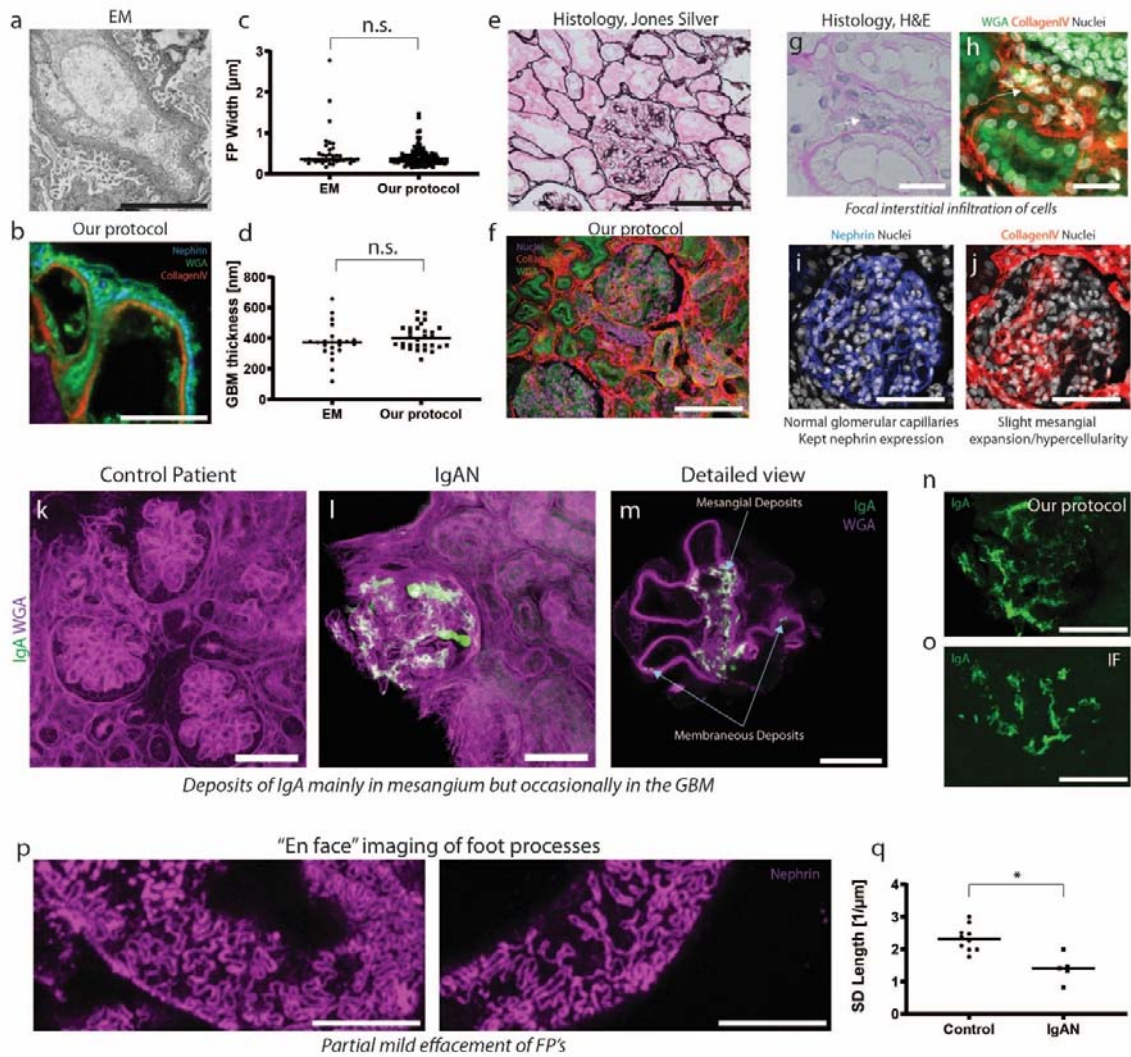 a
EM
b
Our protocol
Nephrin
WGA
CollagenIV
c
n.s.
FP Width [µm]
3
2
1
0
EM
Our protocol
d
n.s.
GBM thickness [nm]
800
600
400
200
0
EM
Our protocol
e
Histology, Jones Silver
f
Our protocol
Nuclei
Collag
WGA
Histology, H&E
g
WGA CollagenIV Nuclei
h
Focal interstitial infiltration of cells
Nephrin Nuclei
i
Normal glomerular capillaries
Kept nephrin expression
CollagenIV Nuclei
j
Slight mesangial
expansion/hypercellularity
Control Patient
k
IgA WGA
IgAN
l
Detailed view
m
Mesangial Deposits
IgA
WGA
Membraneous Deposits
Deposits of IgA mainly in mesangium but occasionally in the GBM
n
IgA
Our protocol
o
IgA
IF
p
"En face" imaging of foot processes
Nephrin
Partial mild effacement of FP's
q
*
SD Length [1/µm]
4
3
2
1
0
Control
IgAN